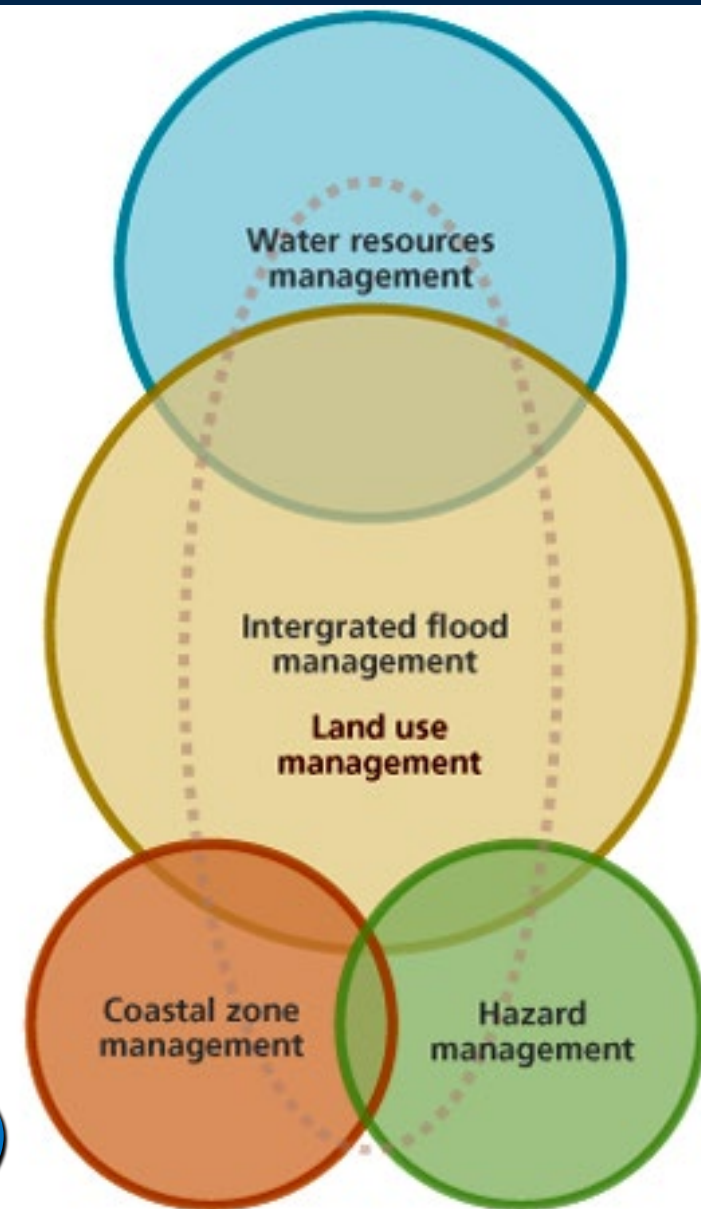 Water resources
management
Intergrated flood
management
Land use
management
Coastal zone
management
Hazard
management